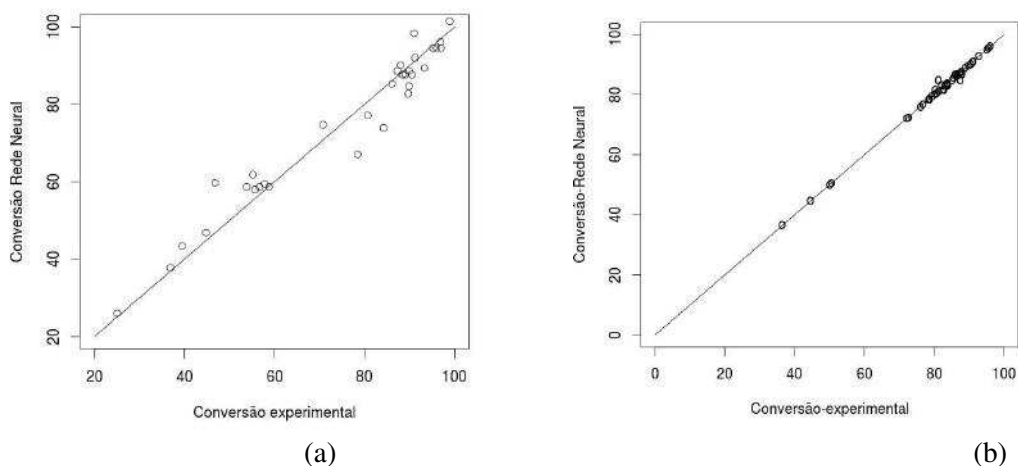 Conversão Rede Neural
100
80
60
40
20
20 40 60 80 100
Conversão experimental
(a)
Conversão-Rede Neural
100
80
60
40
20
0
0 20 40 60 80 100
Conversão-experimental
(b)